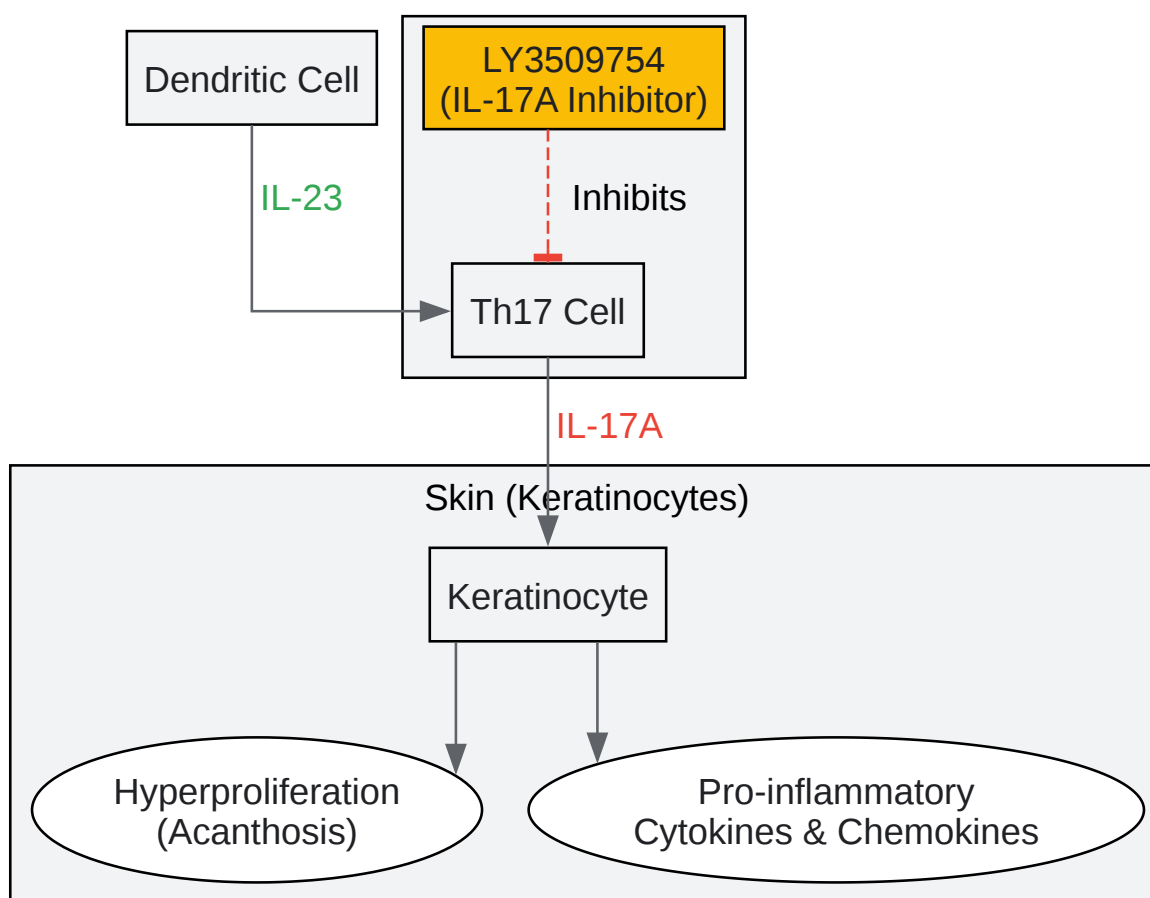 Dendritic Cell
LY3509754
(IL-17A Inhibitor)
IL-23
Inhibits
Th17 Cell
IL-17A
Skin (Keratinocytes)
Keratinocyte
Hyperproliferation
(Acanthosis)
Pro-inflammatory
Cytokines & Chemokines